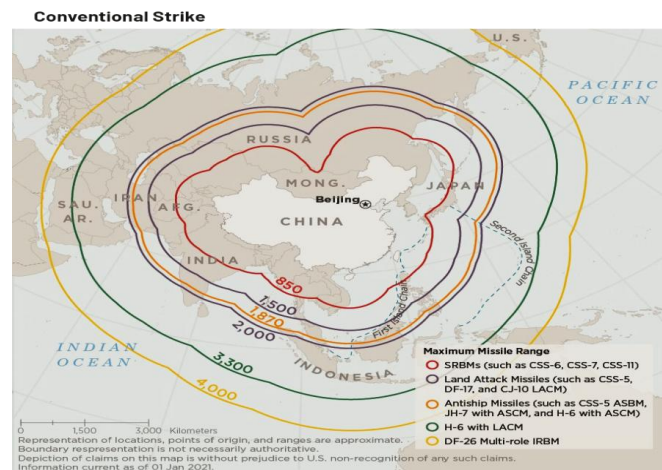 Conventional Strike
U.S.
PACIFIC
OCEAN
RUSSIA
MONG.
Beijing
JAPAN
SAU.
AR.
IRAN
AFG.
CHINA
INDIA
Second Island
Chain
First Island Chain
850
1,500
1,870
2,000
3,300
4,000
INDIAN
OCEAN
INDONESIA
Maximum Missile Range
SRBMs (such as CSS-6, CSS-7, CSS-11)
Land Attack Missiles (such as CSS-5,
DF-17, and CJ-10 LACM)
Antiship Missiles (such as CSS-5 ASBM,
JH-7 with ASCM, and H-6 with ASCM)
H-6 with LACM
DF-26 Multi-role IRBM
0 1,500 3,000 Kilometers
Representation of locations, points of origin, and ranges are approximate.
Boundary respresentation is not necessarily authoritative.
Depiction of claims on this map is without prejudice to U.S. non-recognition of any such claims.
Information current as of 01 Jan 2021.